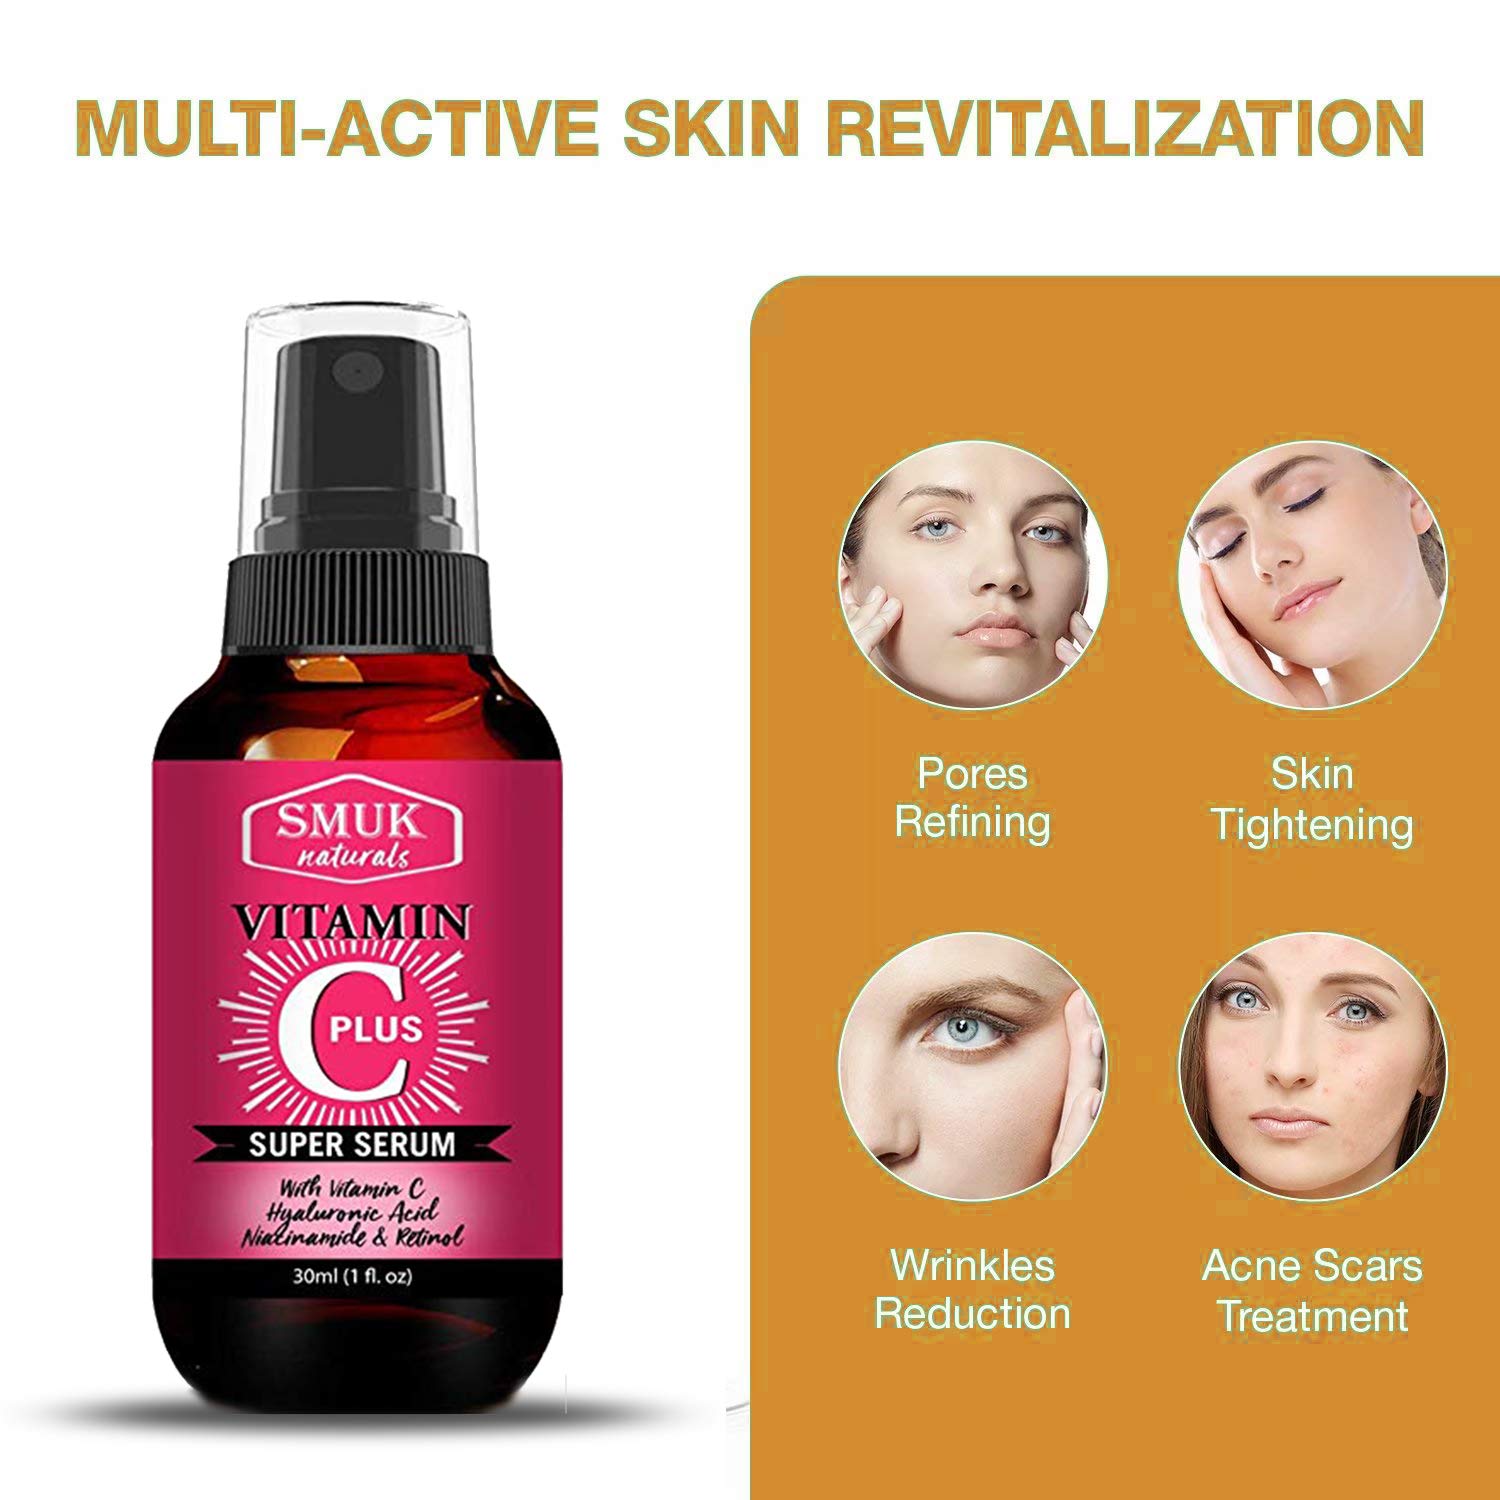 MULTI-ACTIVE SKIN REVITALIZATION
SMUK
naturals
VITAMIN
C PLUS
SUPER SERUM
With Vitamin C
Hyaluronic Acid
Niacinamide & Retinol
30ml (1 fl. oz)
Pores
Refining
Skin
Tightening
Wrinkles
Reduction
Acne Scars
Treatment